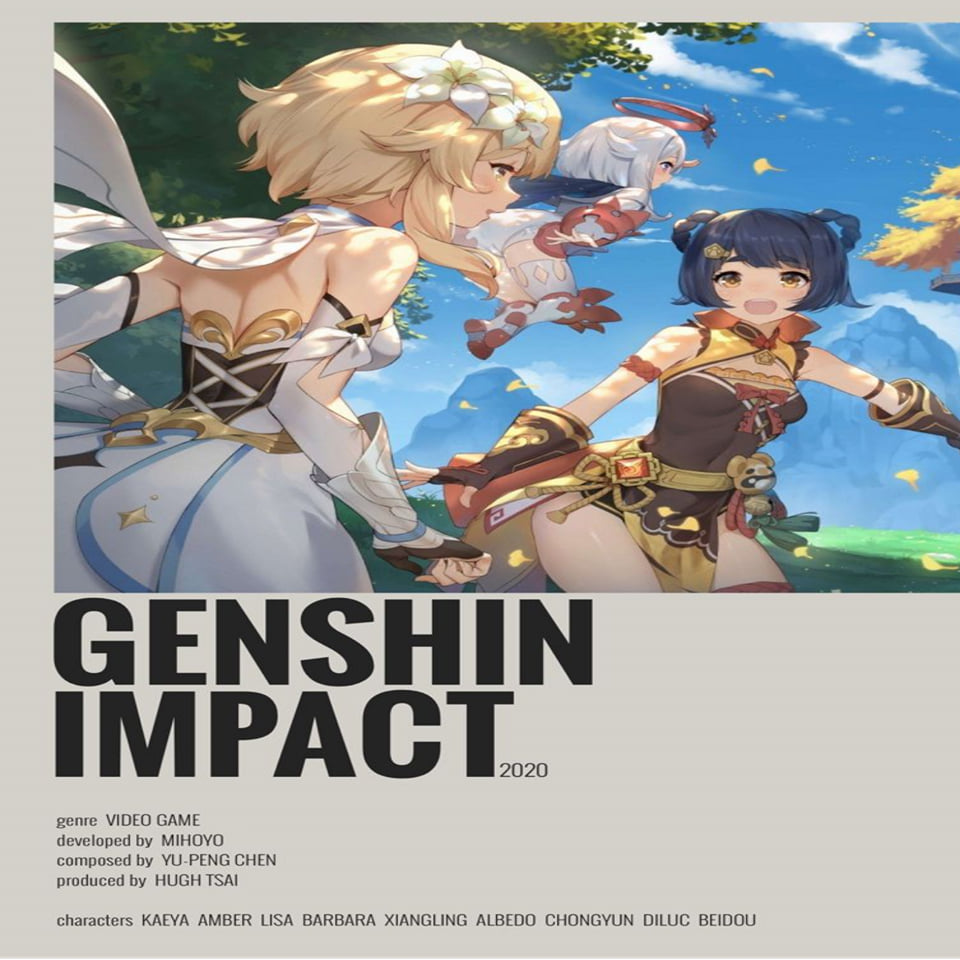 GENSHIN
IMPACT 2020
genre VIDEO GAME
developed by MIHOYO
composed by YU-PENG CHEN
produced by HUGH TSAI
characters KAEYA AMBER LISA BARBARA XIANGLING ALBEDO CHONGYUN DILUC BEIDOU